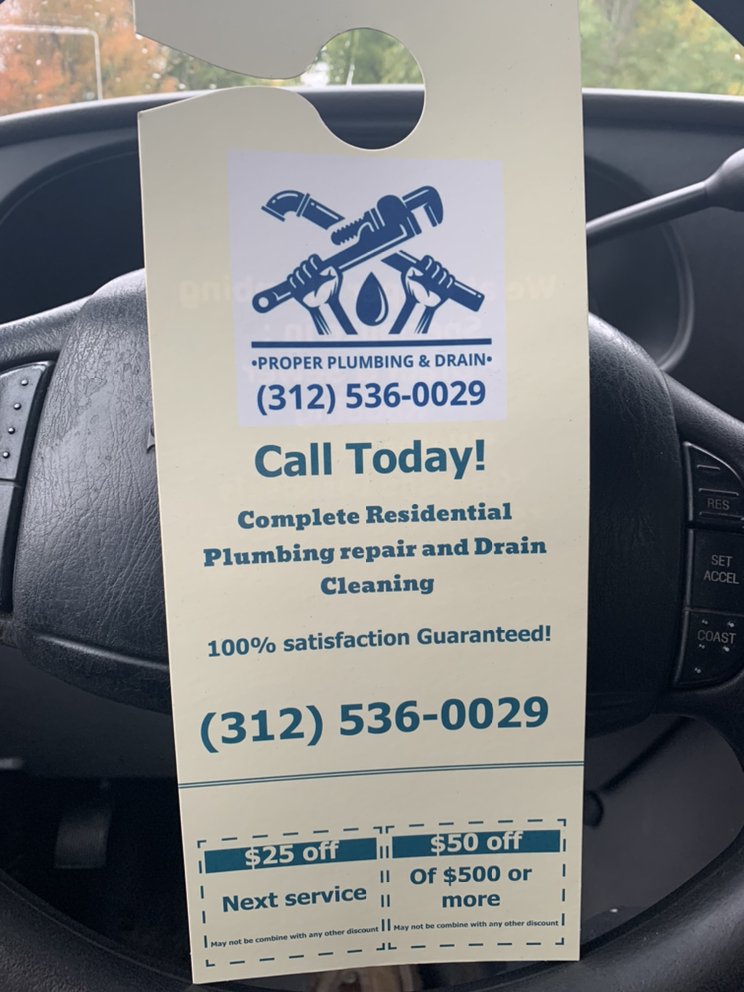 •PROPER PLUMBING & DRAIN•
(312) 536-0029
Call Today!
Complete Residential
Plumbing repair and Drain
Cleaning
100% satisfaction Guaranteed!
(312) 536-0029
$25 off
Next service
May not be combine with any other discount
$50 off
Of $500 or
more
May not be combine with any other discount
RES
SET
ACCEL
COAST